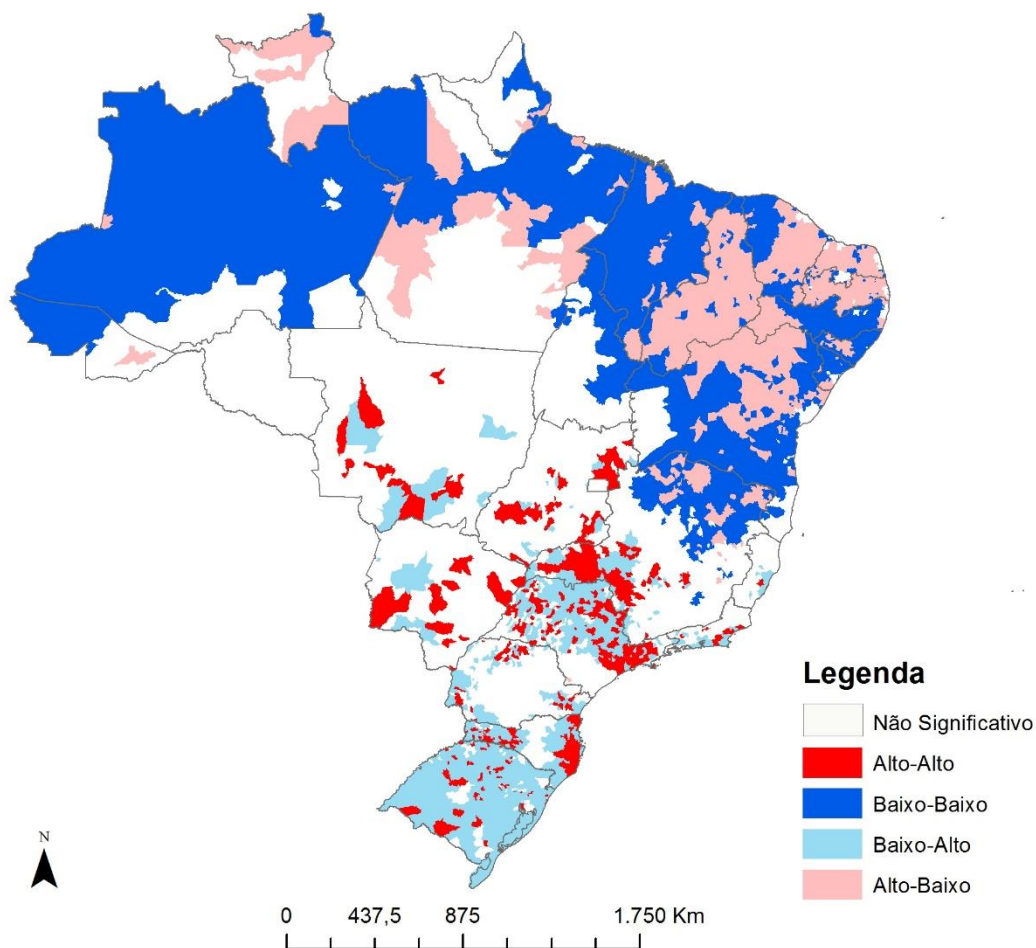 Legenda
Não Significativo
Alto-Alto
Baixo-Baixo
Baixo-Alto
Alto-Baixo
N
0 437,5 875 1.750 Km